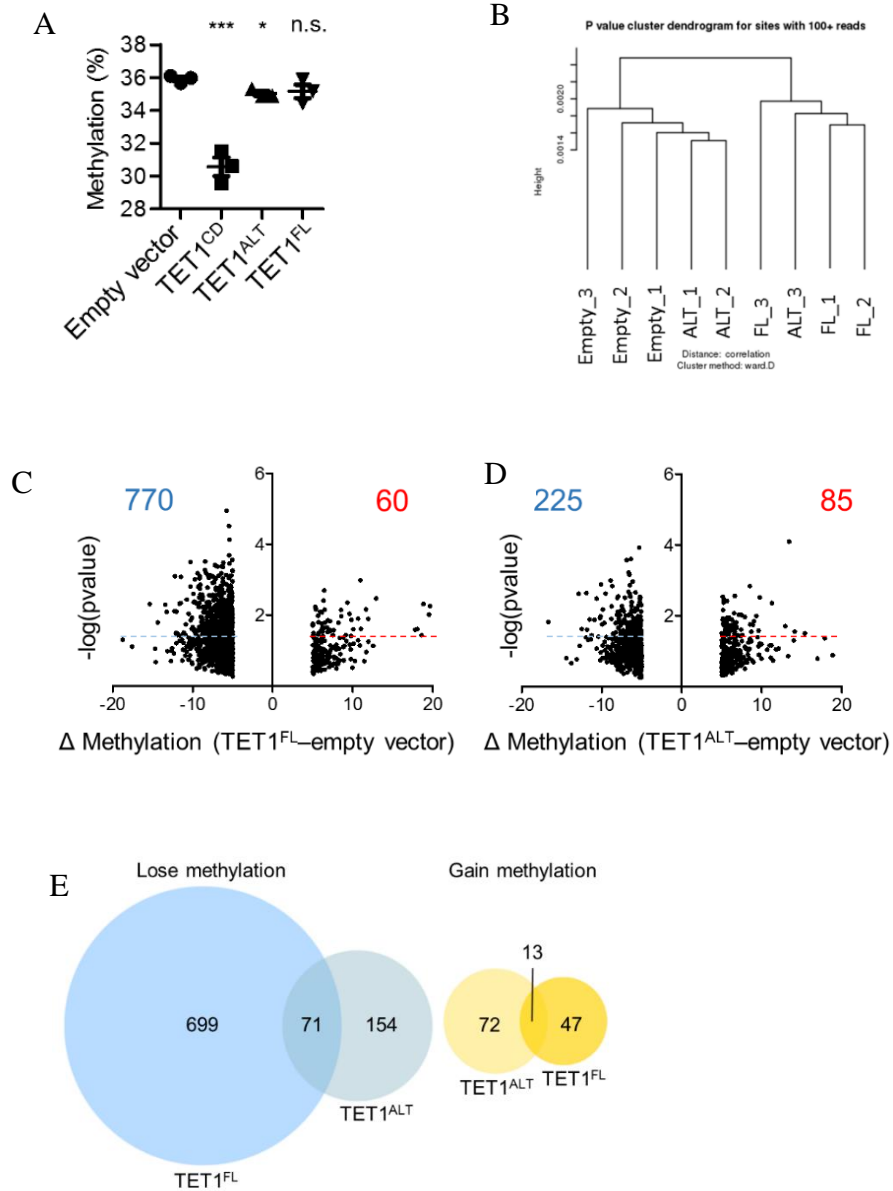 A
*** * n.s.
Methylation (%)
38
36
34
32
30
28
Empty vector
TET1CD
TET1ALT
TET1FL
B
P value cluster dendrogram for sites with 100+ reads
Height
0.0020
0.0014
Empty_3
Empty_2
Empty_1
ALT_1
ALT_2
FL_3
ALT_3
FL_1
FL_2
Distance: correlation
Cluster method: ward.D
C
770
60
-log(pvalue)
6
4
2
-20 -10 0 10 20
Δ Methylation (TET1FL–empty vector)
D
225
85
-log(pvalue)
6
4
2
-20 -10 0 10 20
Δ Methylation (TET1ALT–empty vector)
E
Lose methylation
699
71
154
TET1FL
TET1ALT
Gain methylation
13
72
47
TET1ALT
TET1FL